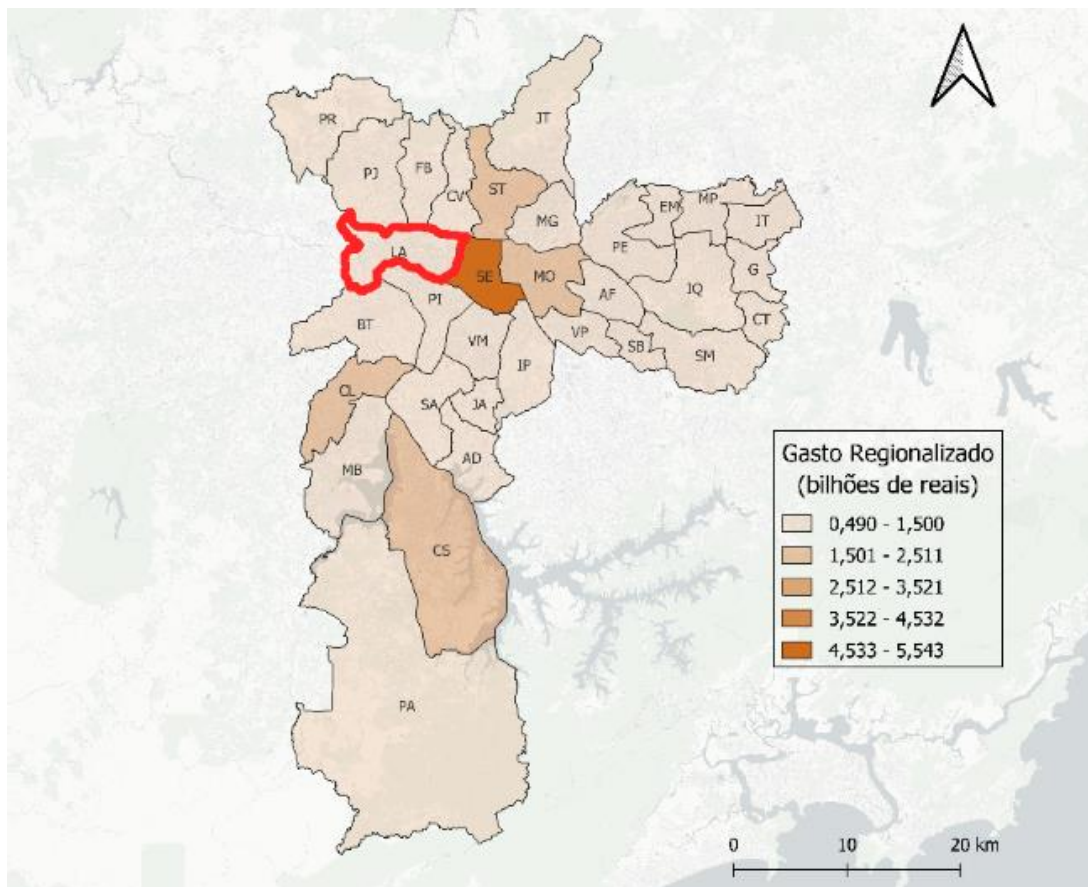 JT
PR
FB
PJ
ST
CV
MG
EM
MP
IT
PE
LA
SE
MO
G
AF
IQ
PI
BT
CT
VM
VP
SB
SM
IP
CL
SA
JA
AD
MB
CS
PA
Gasto Regionalizado
(bilhões de reais)
0,490 - 1,500
1,501 - 2,511
2,512 - 3,521
3,522 - 4,532
4,533 - 5,543
0 10 20 km